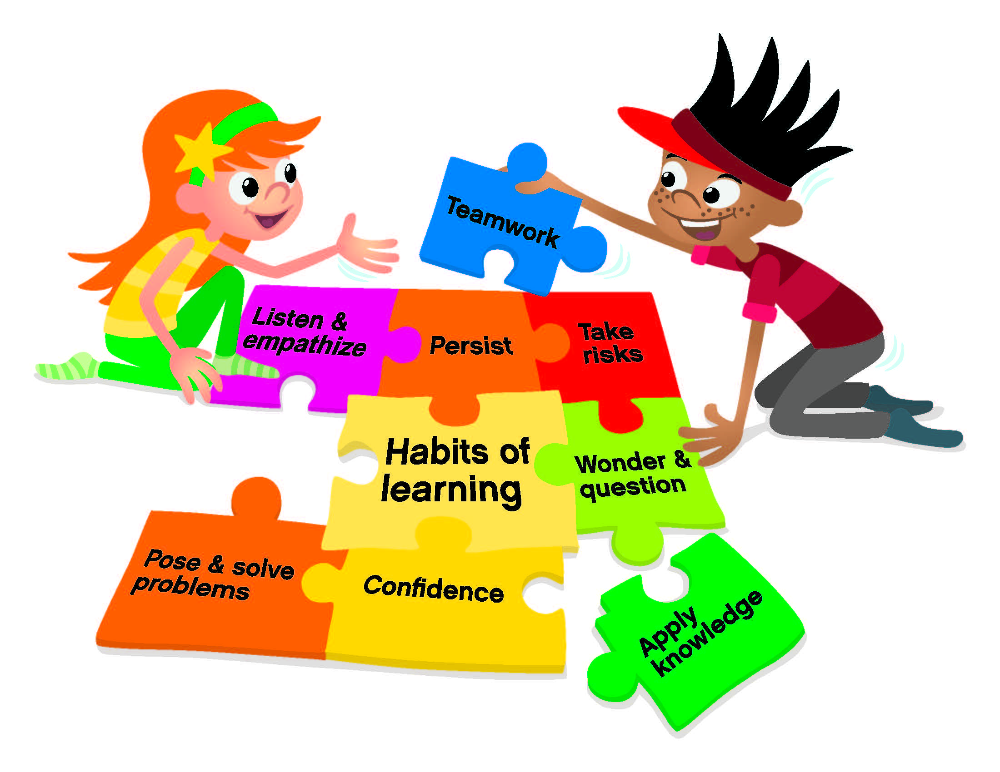 Teamwork
Listen &
empathize
Persist
Take
risks
Habits of
learning
Wonder &
question
Pose & solve
problems
Confidence
Apply
knowledge